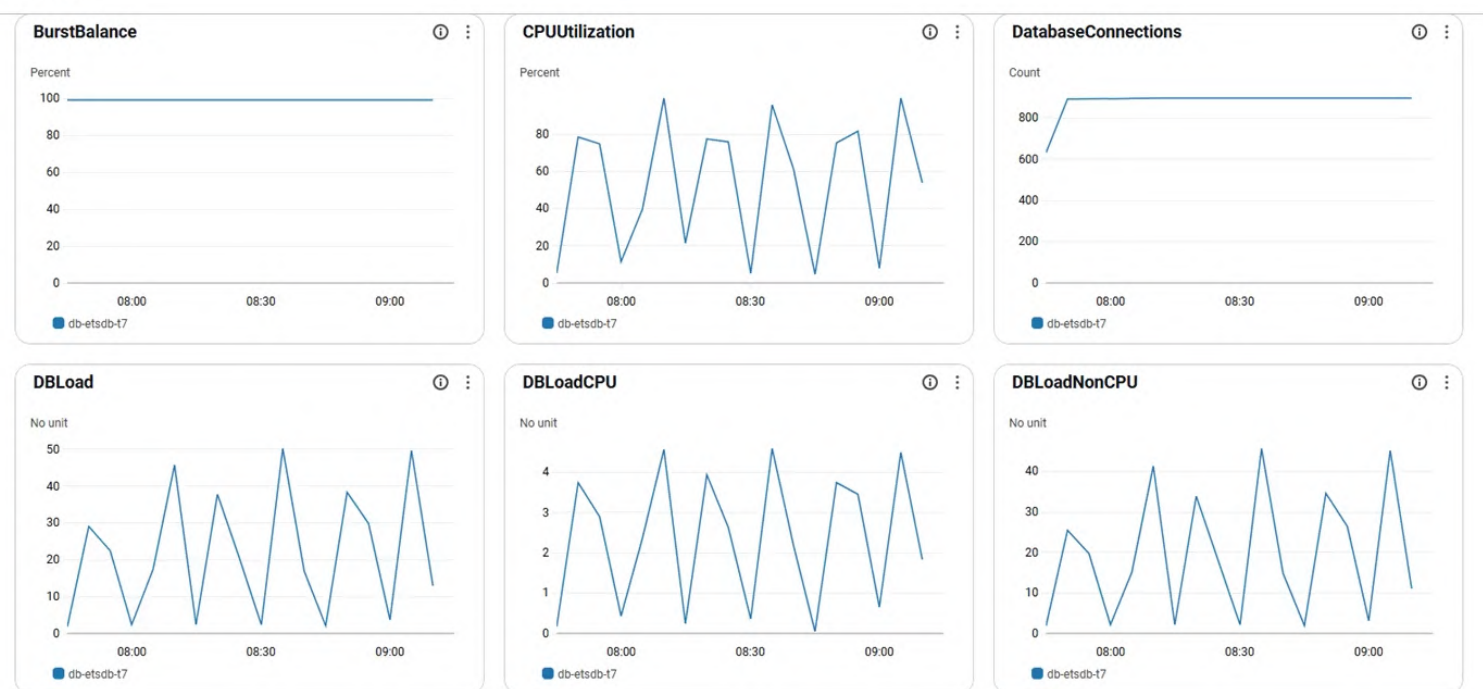 BurstBalance
Percent
100
80
60
40
20
0
08:00 08:30 09:00
db-etsdb-t7
CPUUtilization
Percent
80
60
40
20
0
08:00 08:30 09:00
db-etsdb-t7
DatabaseConnections
Count
800
600
400
200
0
08:00 08:30 09:00
db-etsdb-t7
DBLoad
No unit
50
40
30
20
10
0
08:00 08:30 09:00
db-etsdb-t7
DBLoadCPU
No unit
4
3
2
1
0
08:00 08:30 09:00
db-etsdb-t7
DBLoadNonCPU
No unit
40
30
20
10
0
08:00 08:30 09:00
db-etsdb-t7